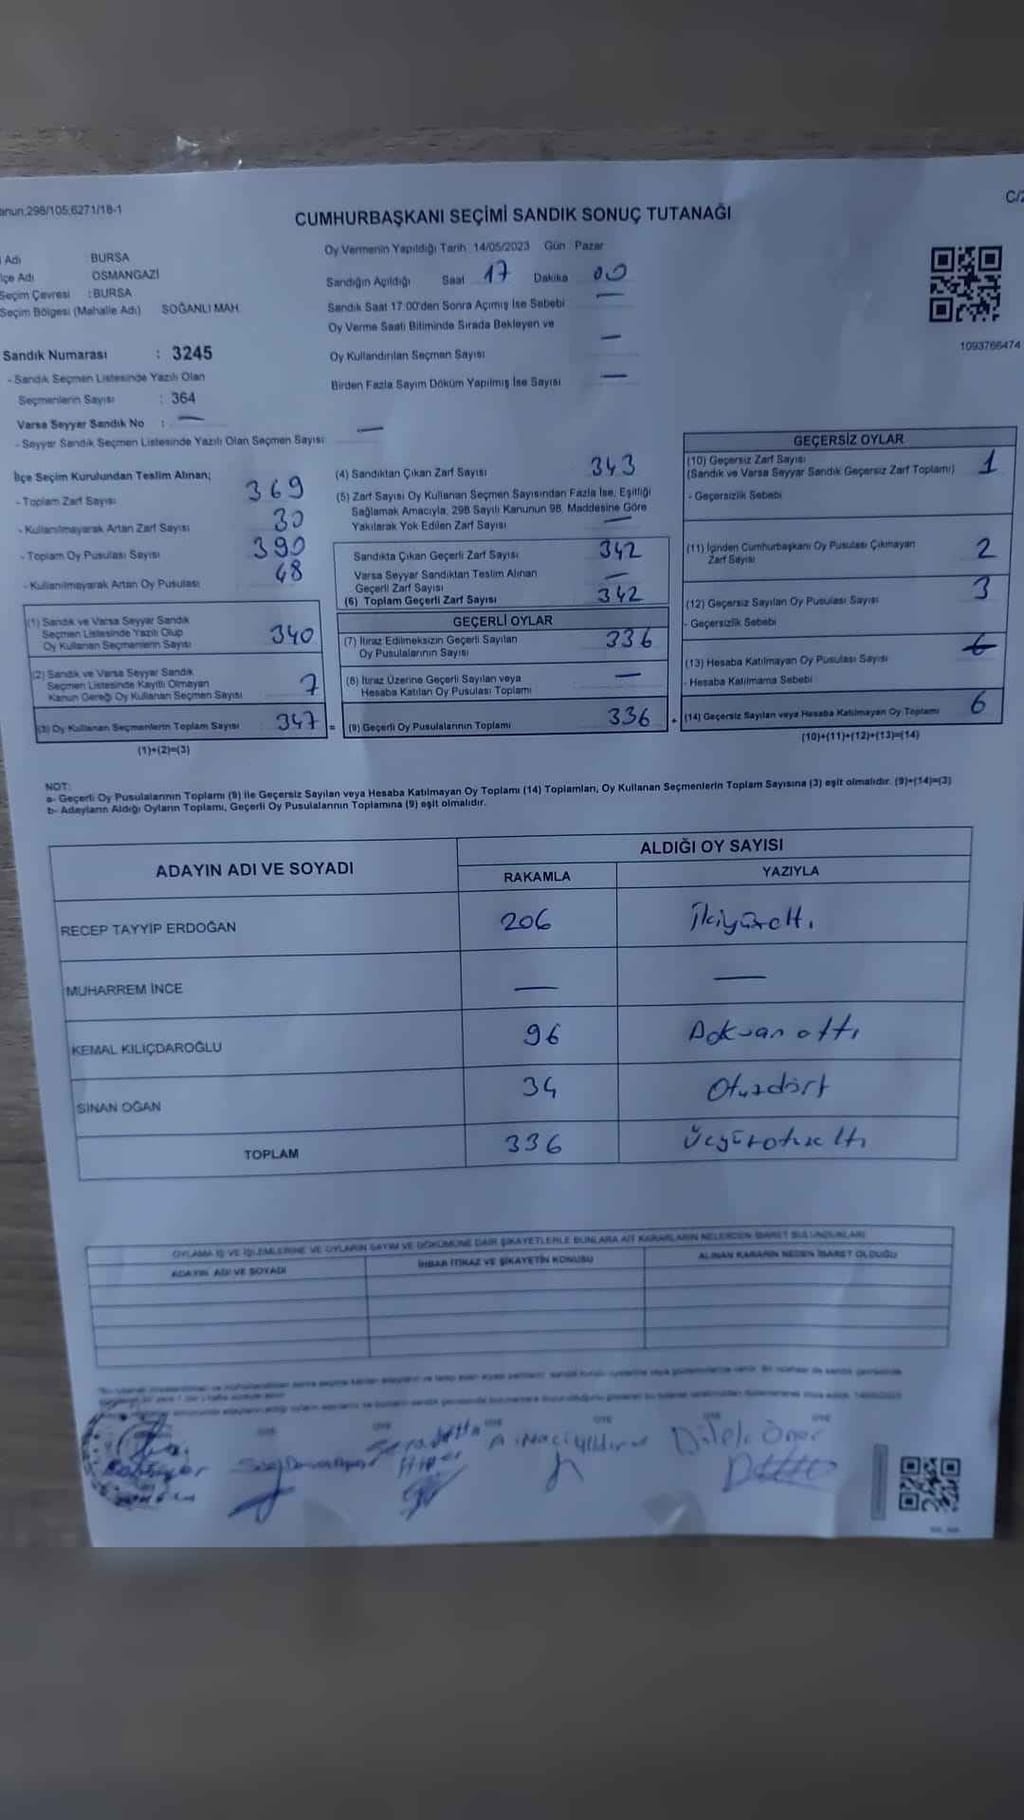 anun,298/105;6271/18-1
C/2
CUMHURBAŞKANI SEÇİMİ SANDIK SONUÇ TUTANAĞI
Adı BURSA
lçe Adı OSMANGAZİ
Seçim Çevresi : BURSA
Seçim Bölgesi (Mahalle Adı) SOĞANLI MAH
Oy Vermenin Yapıldığı Tarih 14/05/2023 Gün Pazar
Sandığın Açıldığı Saat 17 Dakika 00
Sandık Saat 17:00'den Sonra Açımış İse Sebebi —
Oy Verme Saati Bitiminde Sırada Bekleyen ve
Oy Kullandırılan Seçmen Sayısı —
Birden Fazla Sayım Döküm Yapılmış İse Sayısı —
1093766474
Sandık Numarası : 3245
- Sandık Seçmen Listesinde Yazılı Olan
Seçmenlerin Sayısı : 364
Varsa Seyyar Sandık No : —
- Seyyar Sandık Seçmen Listesinde Yazılı Olan Seçmen Sayısı —
İlçe Seçim Kurulundan Teslim Alınan;
- Toplam Zarf Sayısı 369
- Kullanılmayarak Artan Zarf Sayısı 30
- Toplam Oy Pusulası Sayısı 390
- Kullanılmayarak Artan Oy Pusulası 48
(1) Sandık ve Varsa Seyyar Sandık
Seçmen Listesinde Yazılı Olup
Oy Kullanan Seçmenlerin Sayısı 340
(2) Sandık ve Varsa Seyyar Sandık
Seçmen Listesinde Kayıtlı Olmayan
Kanun Gereği Oy Kullanan Seçmen Sayısı 7
(3) Oy Kullanan Seçmenlerin Toplam Sayısı 347 =
(1)+(2)=(3)
(4) Sandıktan Çıkan Zarf Sayısı 343
(5) Zarf Sayısı Oy Kullanan Seçmen Sayısından Fazla İse, Eşitliği
Sağlamak Amacıyla, 298 Sayılı Kanunun 98. Maddesine Göre
Yakılarak Yok Edilen Zarf Sayısı —
Sandıkta Çıkan Geçerli Zarf Sayısı 342
Varsa Seyyar Sandıktan Teslim Alınan
Geçerli Zarf Sayısı —
(6) Toplam Geçerli Zarf Sayısı 342
GEÇERLİ OYLAR
(7) İtiraz Edilmeksizin Geçerli Sayılan
Oy Pusulalarının Sayısı 336
(8) İtiraz Üzerine Geçerli Sayılan veya
Hesaba Katılan Oy Pusulası Toplamı —
(9) Geçerli Oy Pusulalarının Toplamı 336 +
GEÇERSİZ OYLAR
(10) Geçersiz Zarf Sayısı
(Sandık ve Varsa Seyyar Sandık Geçersiz Zarf Toplamı) 1
- Geçersizlik Sebebi
(11) İçinden Cumhurbaşkanı Oy Pusulası Çıkmayan
Zarf Sayısı 2
(12) Geçersiz Sayılan Oy Pusulası Sayısı 3
- Geçersizlik Sebebi
(13) Hesaba Katılmayan Oy Pusulası Sayısı
- Hesaba Katılmama Sebebi
(14) Geçersiz Sayılan veya Hesaba Katılmayan Oy Toplamı 6
(10)+(11)+(12)+(13)=(14)
NOT:
a- Geçerli Oy Pusulalarının Toplamı (9) ile Geçersiz Sayılan veya Hesaba Katılmayan Oy Toplamı (14) Toplamları, Oy Kullanan Seçmenlerin Toplam Sayısına (3) eşit olmalıdır. (9)+(14)=(3)
b- Adayların Aldığı Oyların Toplamı, Geçerli Oy Pusulalarının Toplamına (9) eşit olmalıdır.
ADAYIN ADI VE SOYADI ALDIĞI OY SAYISI
RAKAMLA YAZIYLA
RECEP TAYYİP ERDOĞAN 206 İkiyüzaltı
MUHARREM İNCE — —
KEMAL KILIÇDAROĞLU 96 Doksan altı
SİNAN OĞAN 34 Otuzdört
TOPLAM 336 Üçyüzotuzaltı
OYLAMA İŞ VE İŞLEMLERİNE VE OYLARIN SAYIM VE DÖKÜMÜNE DAİR ŞİKAYETLERLE BUNLARA AİT KARARLARIN NELERDEN İBARET BULUNDUKLARI
ADAYIN ADI VE SOYADI İHBAR İTİRAZ VE ŞİKAYETİN KONUSU ALINAN KARARIN NEDEN İBARET OLDUĞU
ÜYE ÜYE ÜYE ÜYE ÜYE ÜYE
Dilek Öner